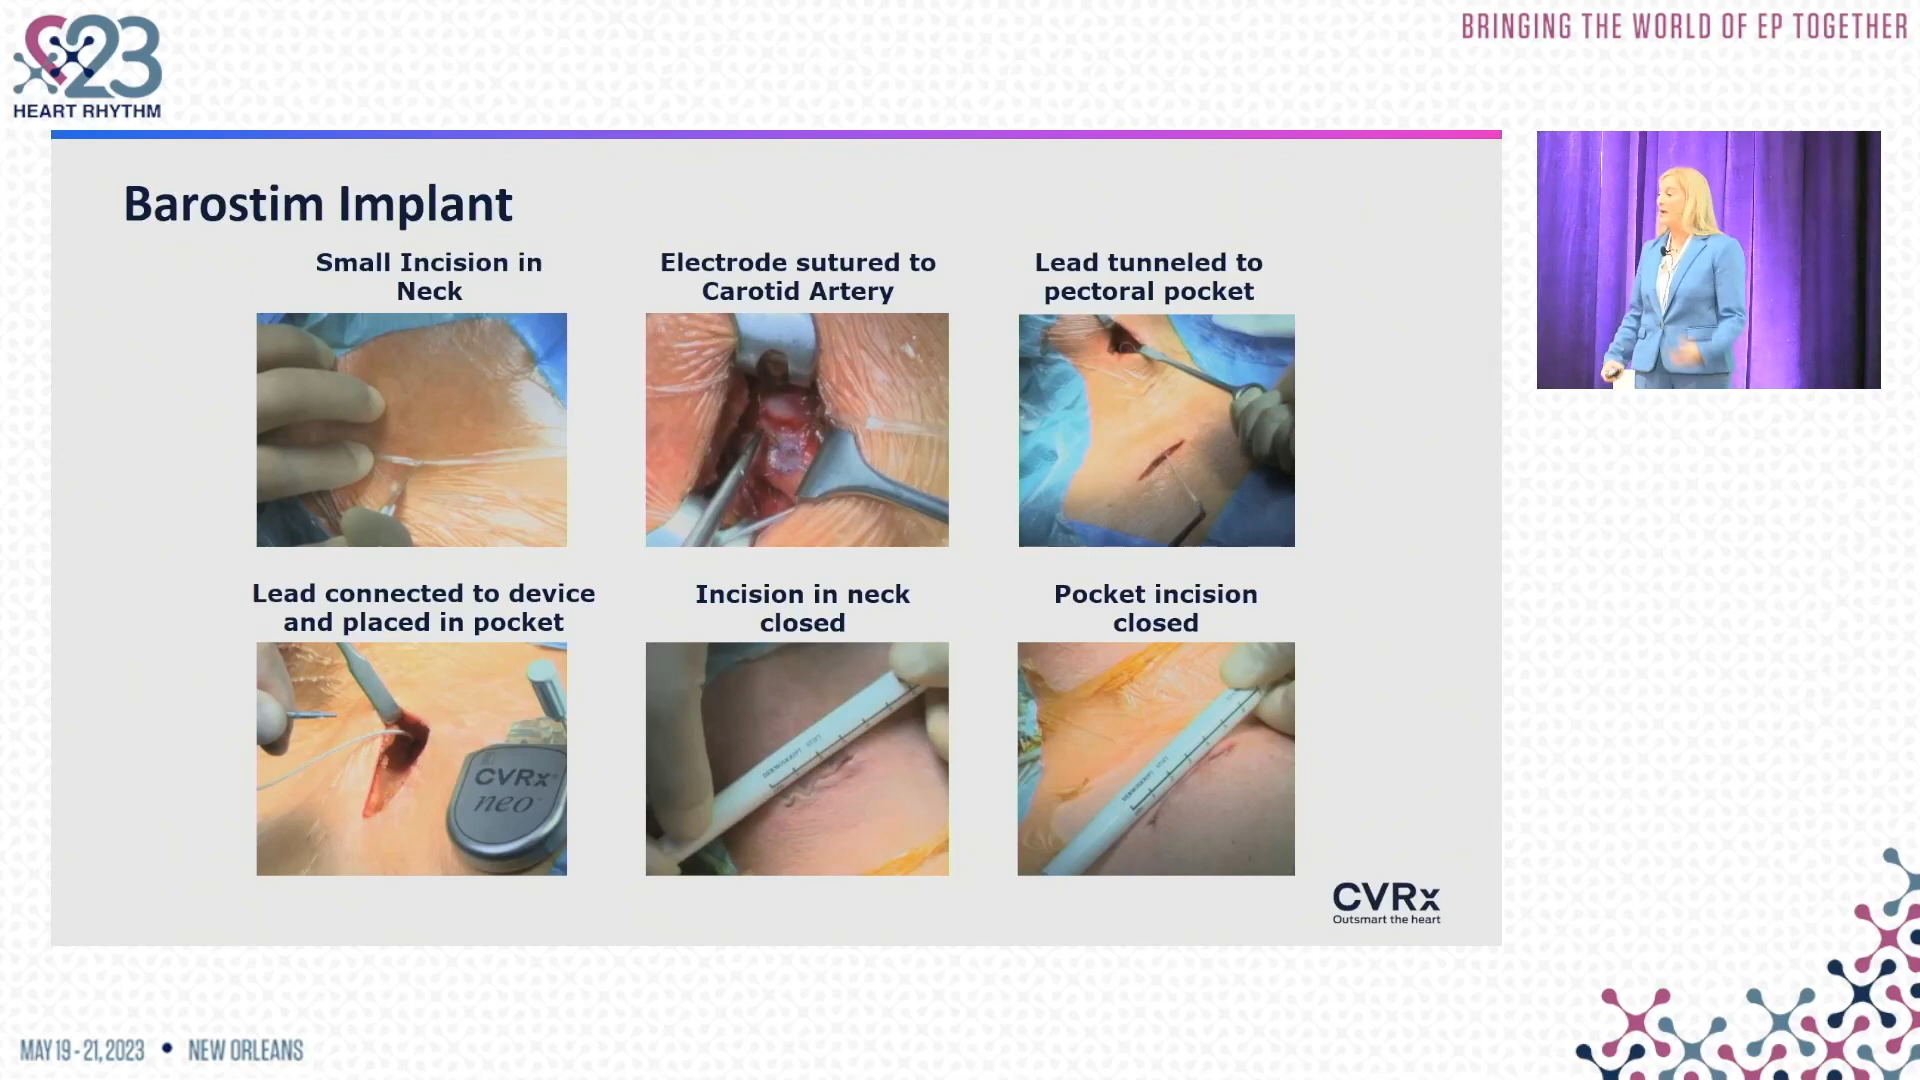 23
HEART RHYTHM
BRINGING THE WORLD OF EP TOGETHER
Barostim Implant
Small Incision in
Neck
Electrode sutured to
Carotid Artery
Lead tunneled to
pectoral pocket
Lead connected to device
and placed in pocket
Incision in neck
closed
Pocket incision
closed
CVRx
neo
CVRx
Outsmart the heart
MAY 19 - 21, 2023 • NEW ORLEANS